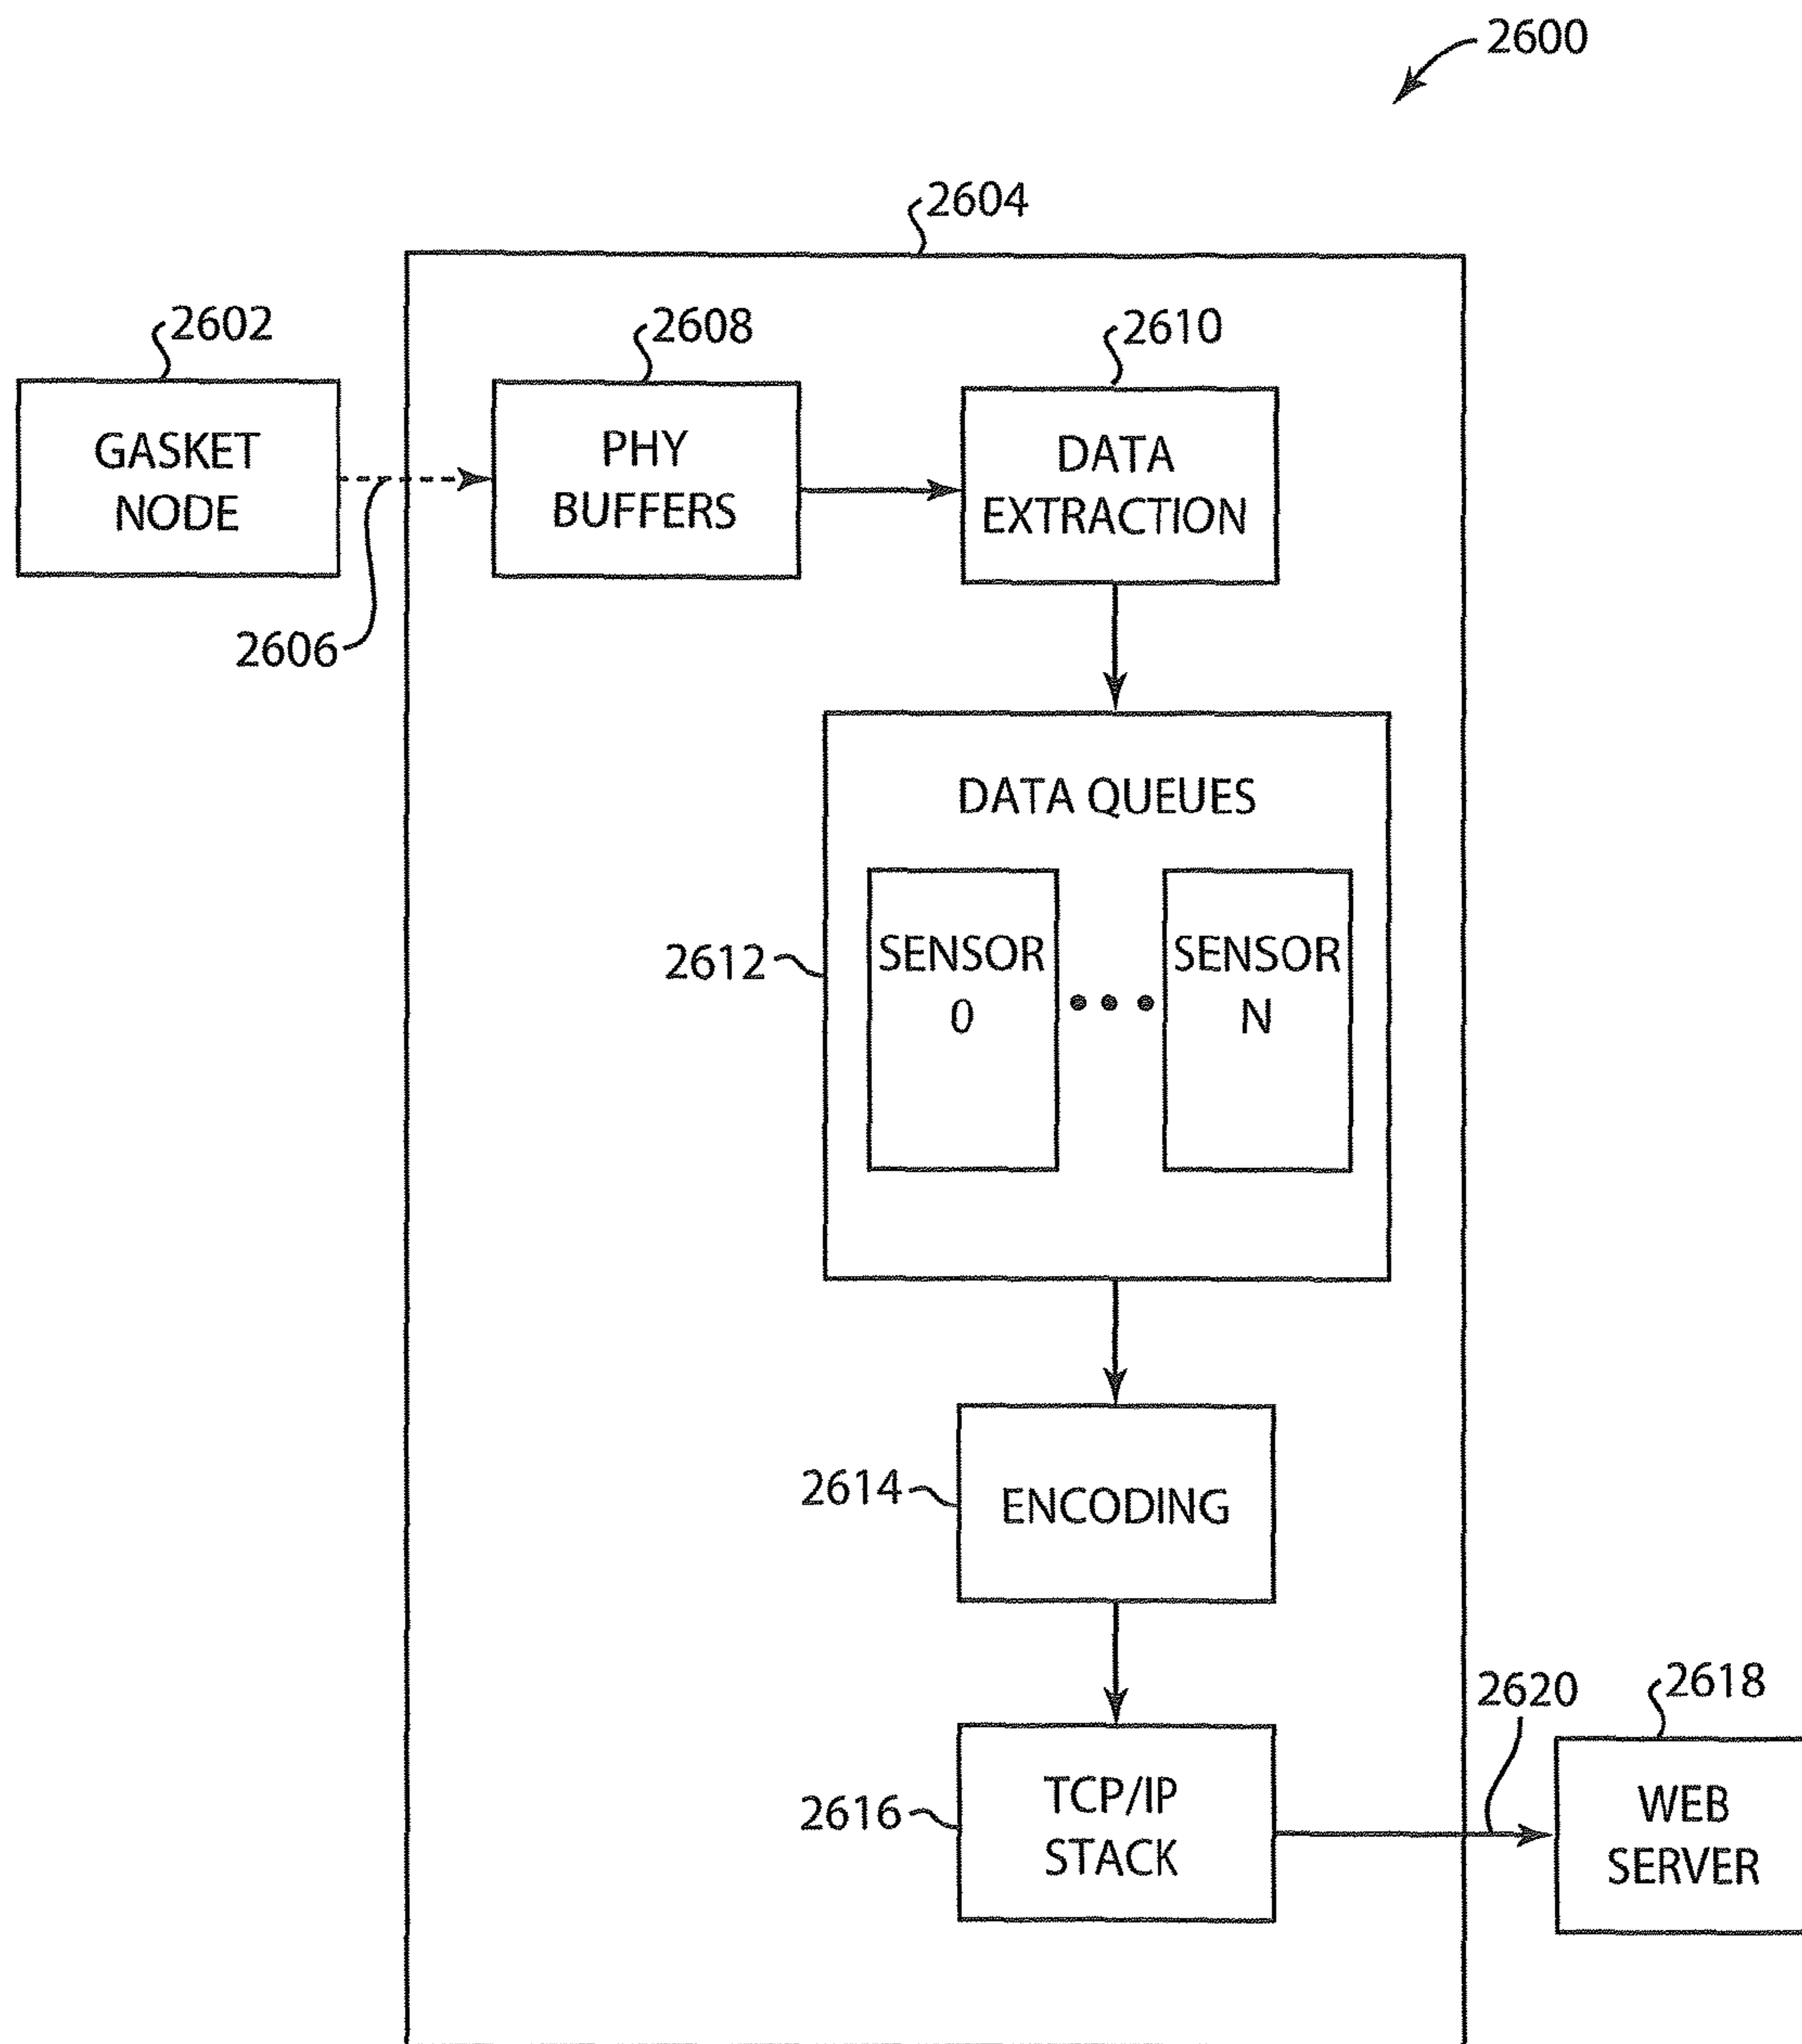 2600
2604
2602
2608
2610
GASKET
NODE
PHY
BUFFERS
DATA
EXTRACTION
2606
DATA QUEUES
2612
SENSOR
0
SENSOR
N
2614
ENCODING
2620
2618
2616
TCP/IP
STACK
WEB
SERVER